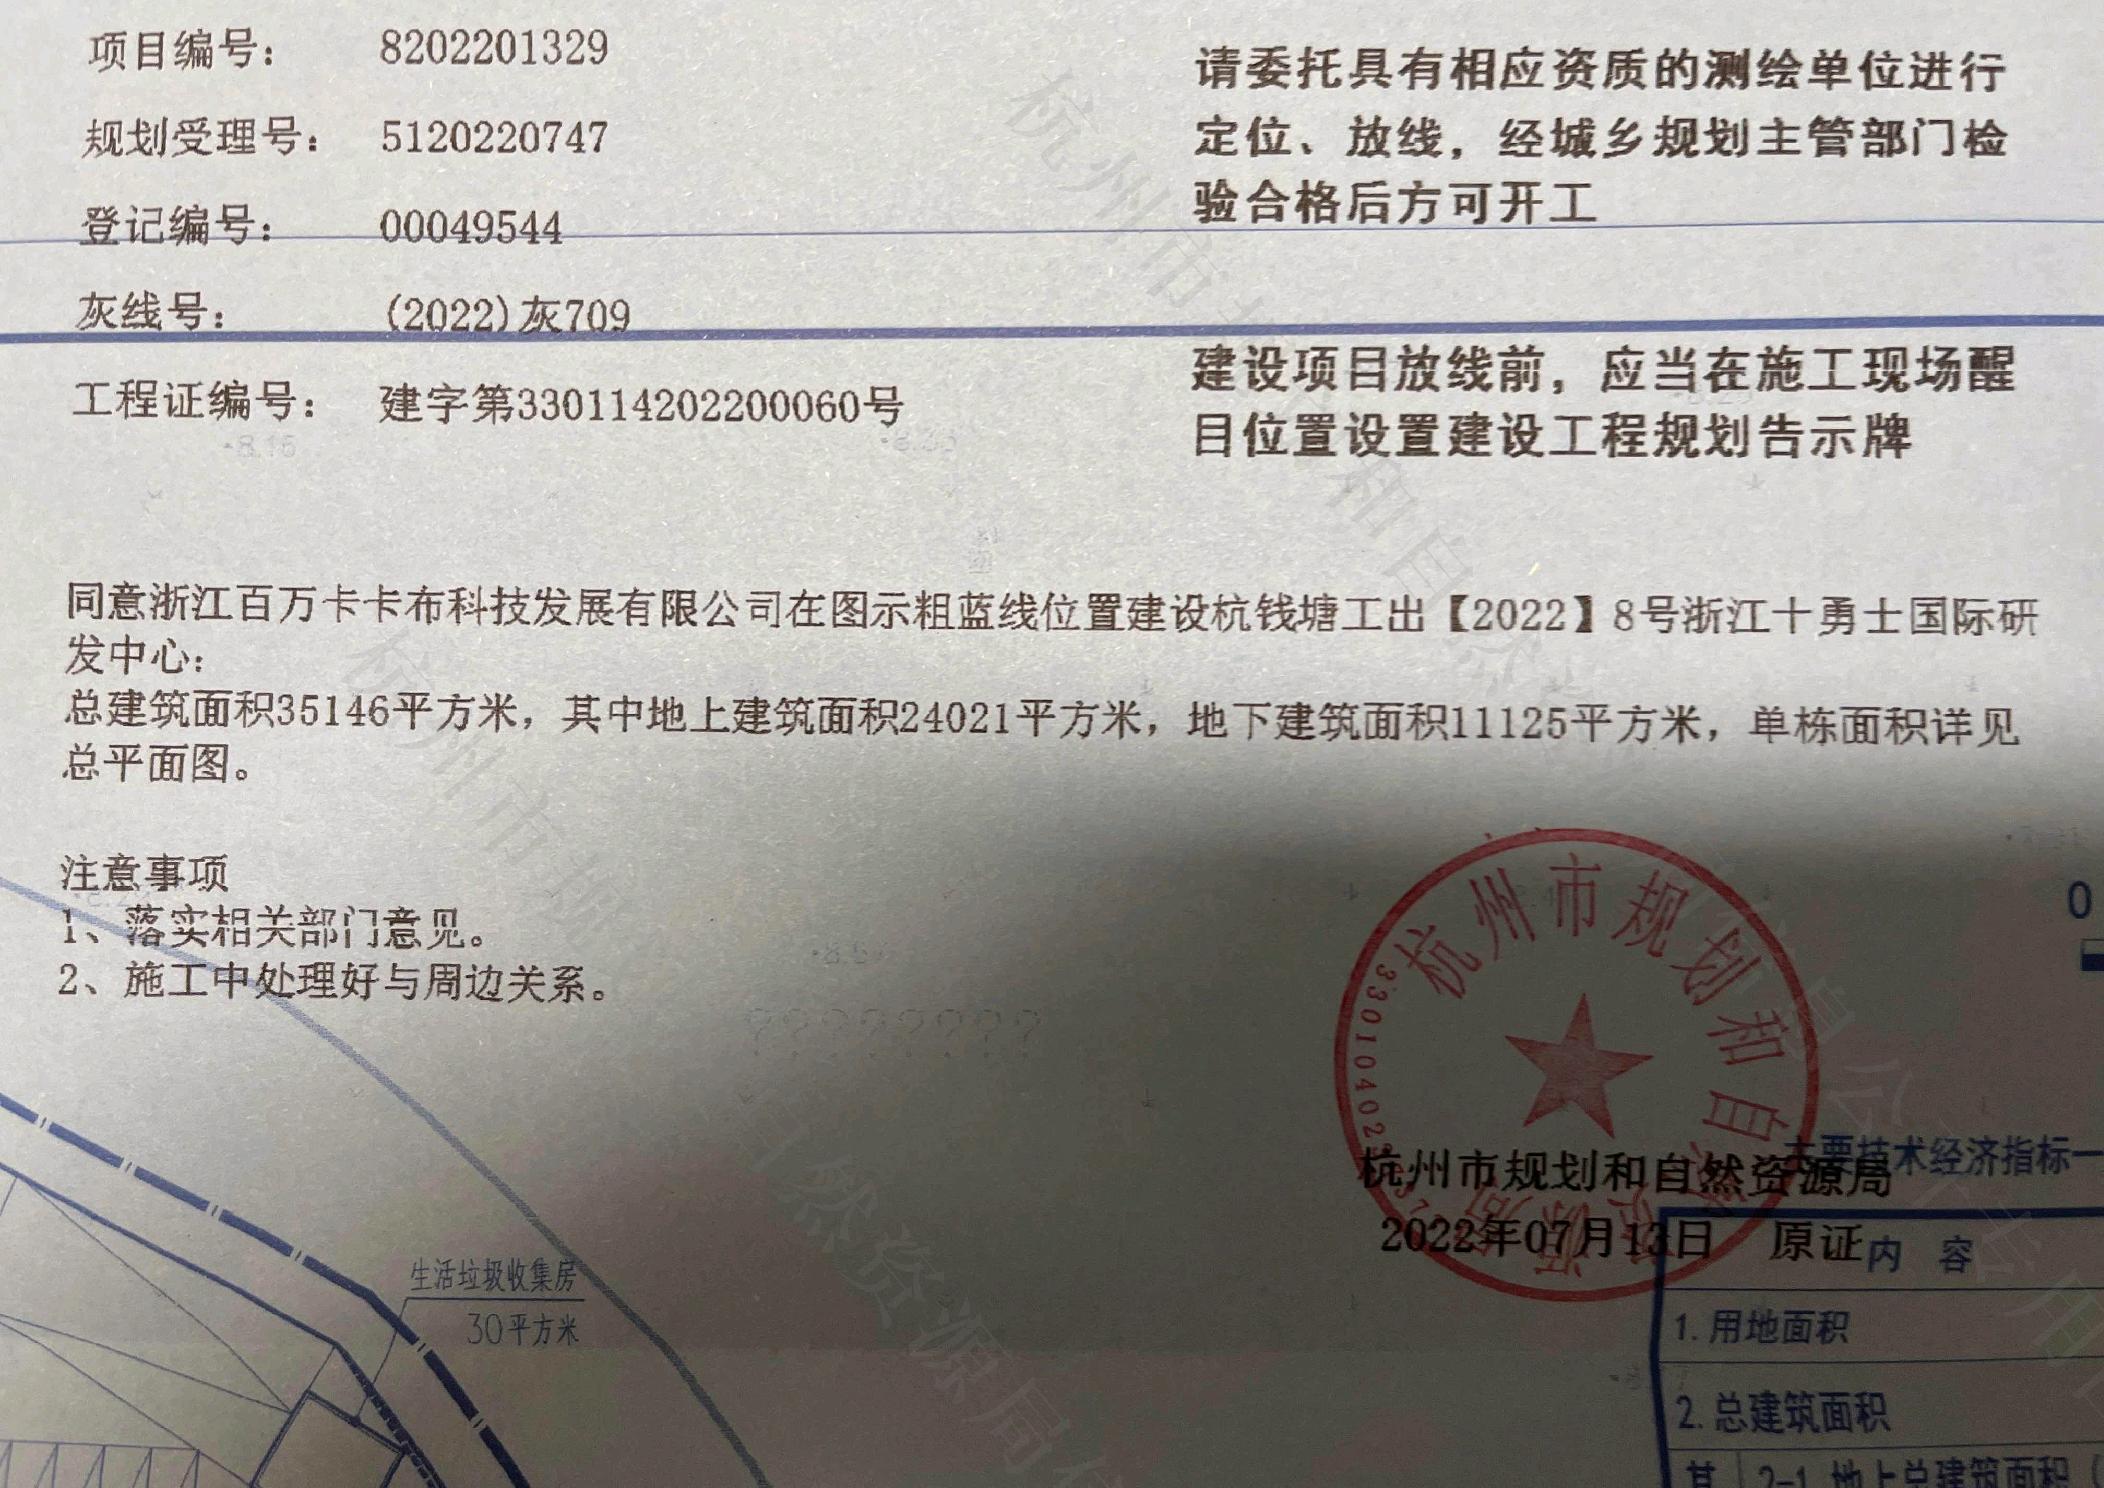 项目编号： 8202201329
规划受理号： 5120220747
登记编号： 00049544
灰线号： (2022)灰709
工程证编号： 建字第330114202200060号
请委托具有相应资质的测绘单位进行
定位、放线，经城乡规划主管部门检
验合格后方可开工
建设项目放线前，应当在施工现场醒
目位置设置建设工程规划告示牌
同意浙江百万卡卡布科技发展有限公司在图示粗蓝线位置建设杭钱塘工出【2022】8号浙江十勇士国际研
发中心：
总建筑面积35146平方米，其中地上建筑面积24021平方米，地下建筑面积11125平方米，单栋面积详见
总平面图。
注意事项
1、落实相关部门意见。
2、施工中处理好与周边关系。
杭州市规划和自然资源局
杭州市规划和自然资源局
2022年07月13日 原证
生活垃圾收集房
30平方米
0
主要技术经济指标一
内 容
1.用地面积
2.总建筑面积
其 2-1.地上总建筑面积（